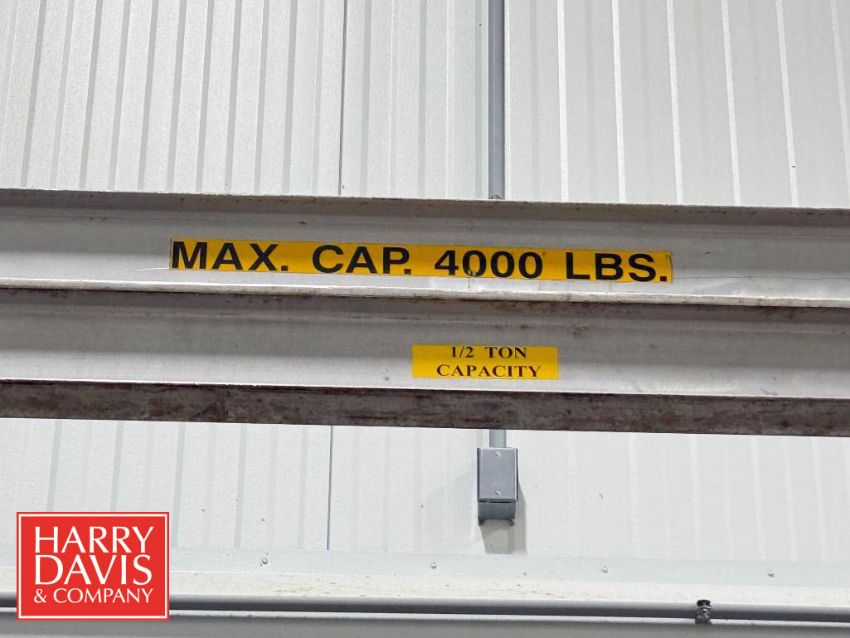 MAX. CAP. 4000 LBS.
1/2 TON
CAPACITY
HARRY
DAVIS
& COMPANY